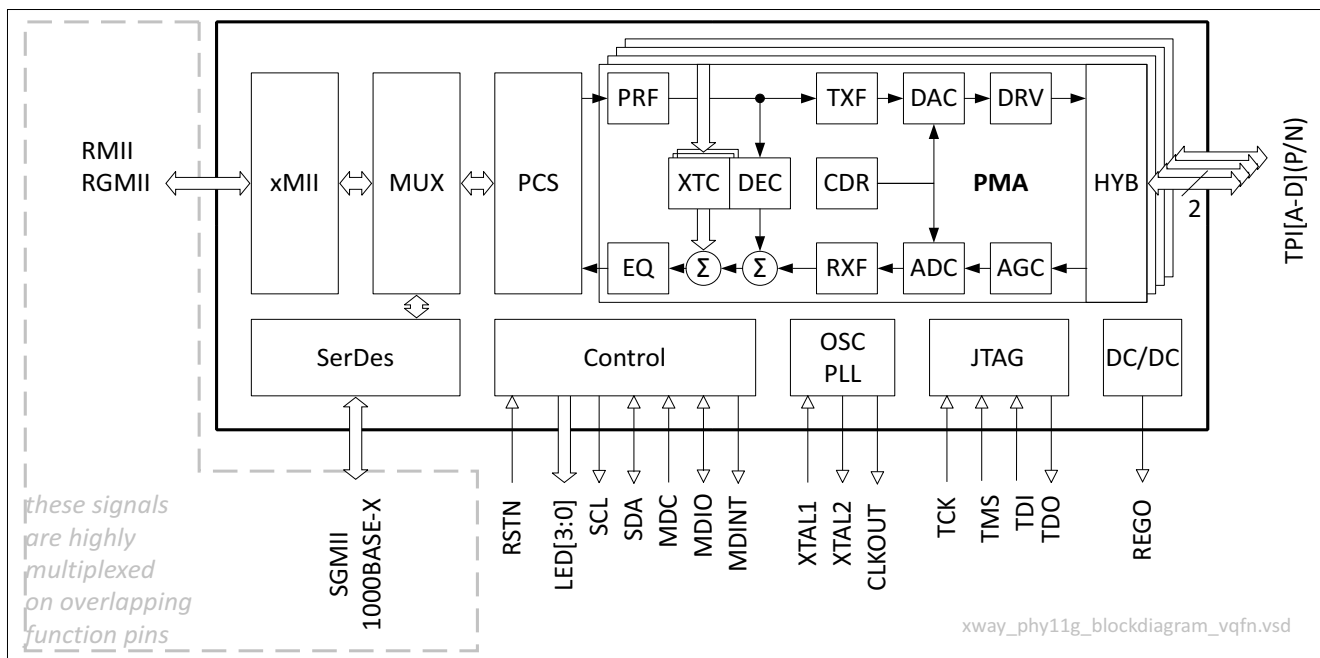 RMII
RGMII
xMII
MUX
PCS
PRF
TXF
DAC
DRV
XTC
DEC
CDR
PMA
HYB
EQ
Σ
Σ
RXF
ADC
AGC
2
TPI[A-D](P/N)
SerDes
Control
OSC
PLL
JTAG
DC/DC
SGMII
1000BASE-X
RSTN
LED[3:0]
SCL
SDA
MDC
MDIO
MDINT
XTAL1
XTAL2
CLKOUT
TCK
TMS
TDI
TDO
REGO
these signals
are highly
multiplexed
on overlapping
function pins
xway_phy11g_blockdiagram_vqfn.vsd